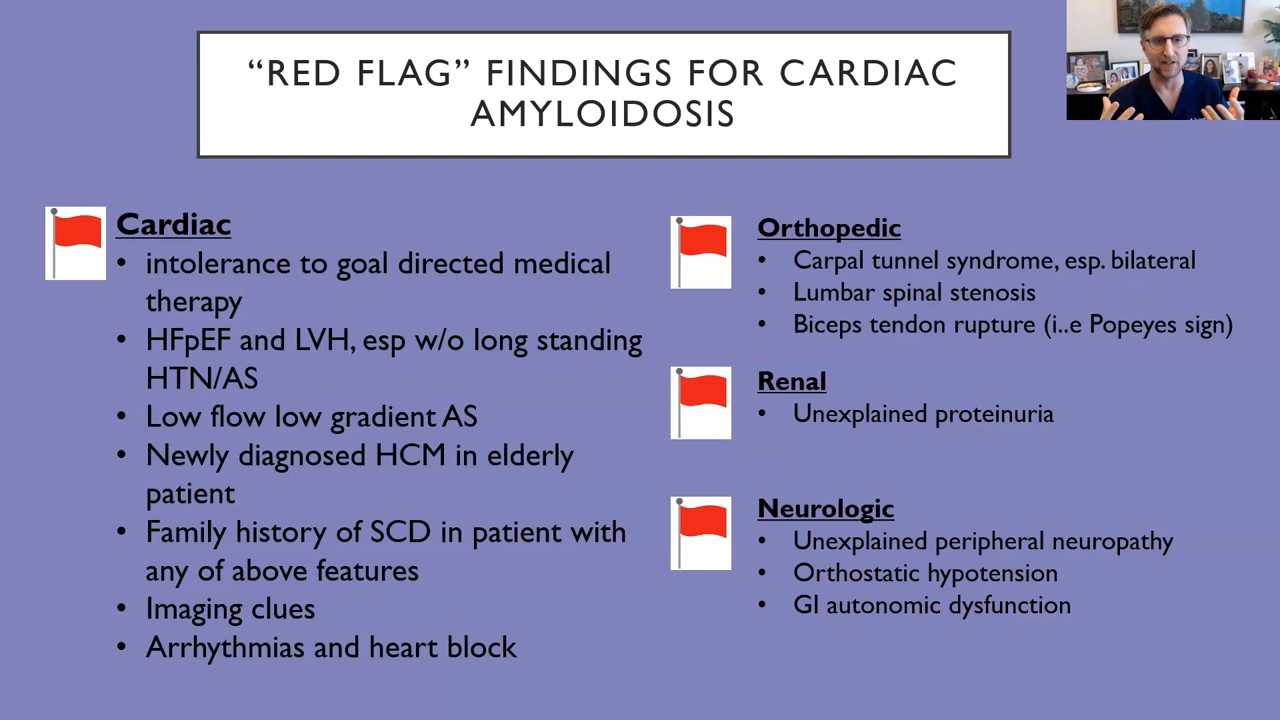 “RED FLAG” FINDINGS FOR CARDIAC
AMYLOIDOSIS
Cardiac
• intolerance to goal directed medical
therapy
• HFpEF and LVH, esp w/o long standing
HTN/AS
• Low flow low gradient AS
• Newly diagnosed HCM in elderly
patient
• Family history of SCD in patient with
any of above features
• Imaging clues
• Arrhythmias and heart block
Orthopedic
• Carpal tunnel syndrome, esp. bilateral
• Lumbar spinal stenosis
• Biceps tendon rupture (i..e Popeyes sign)
Renal
• Unexplained proteinuria
Neurologic
• Unexplained peripheral neuropathy
• Orthostatic hypotension
• GI autonomic dysfunction